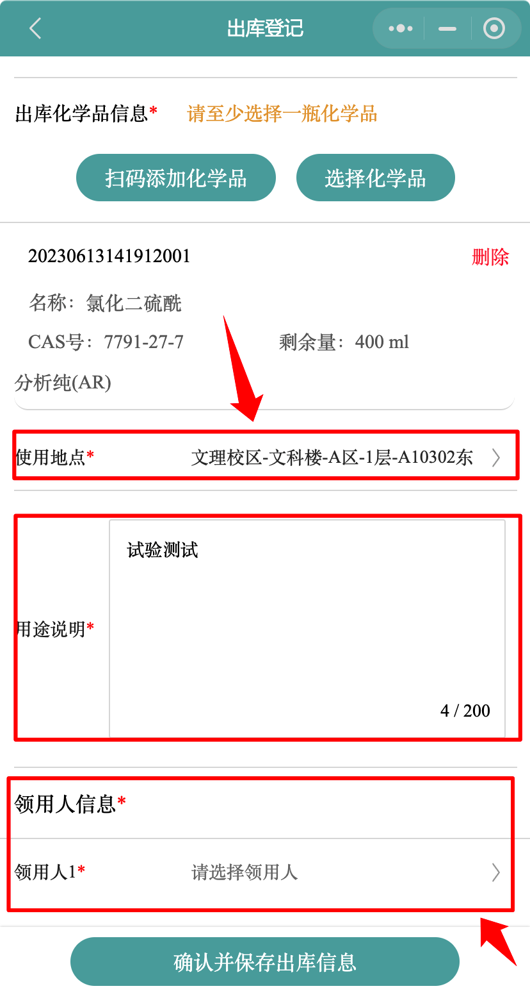 出库登记
出库化学品信息* 请至少选择一瓶化学品
扫码添加化学品 选择化学品
20230613141912001 删除
名称：氯化二硫酰
CAS号：7791-27-7 剩余量：400 ml
分析纯(AR)
使用地点* 文理校区-文科楼-A区-1层-A10302东
试验测试
用途说明*
4 / 200
领用人信息*
领用人1* 请选择领用人
确认并保存出库信息